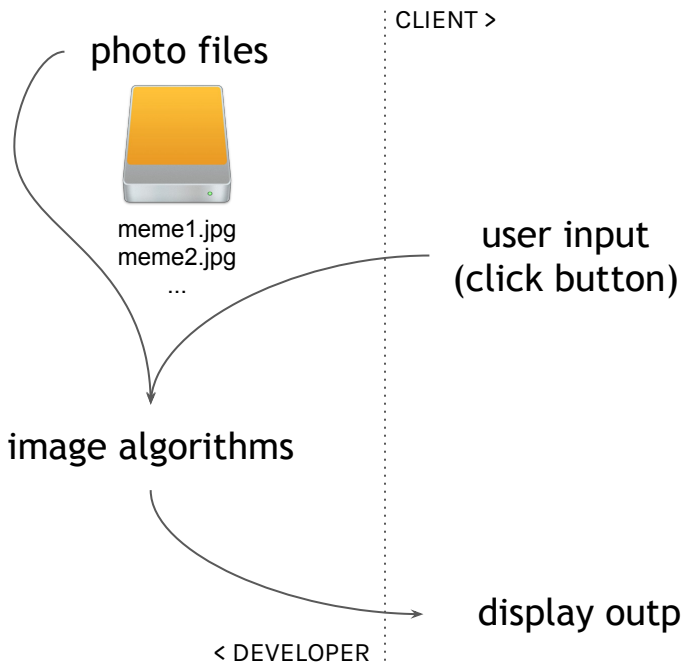 CLIENT >
photo files
meme1.jpg
meme2.jpg
...
user input
(click button)
image algorithms
display outp
< DEVELOPER